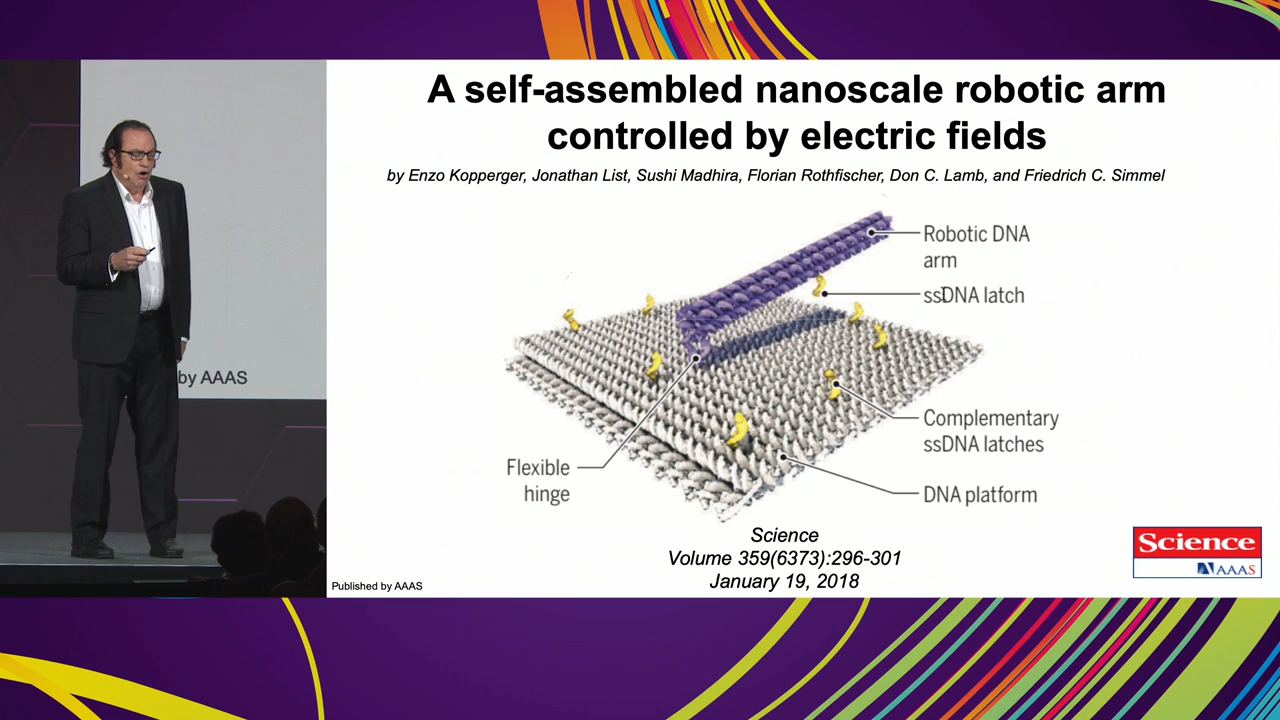 A self-assembled nanoscale robotic arm
controlled by electric fields
by Enzo Kopperger, Jonathan List, Sushi Madhira, Florian Rothfischer, Don C. Lamb, and Friedrich C. Simmel
Robotic DNA
arm
ssDNA latch
by AAAS
Complementary
ssDNA latches
Flexible
hinge
DNA platform
Science
Volume 359(6373):296-301
January 19, 2018
Science
AAAS
Published by AAAS